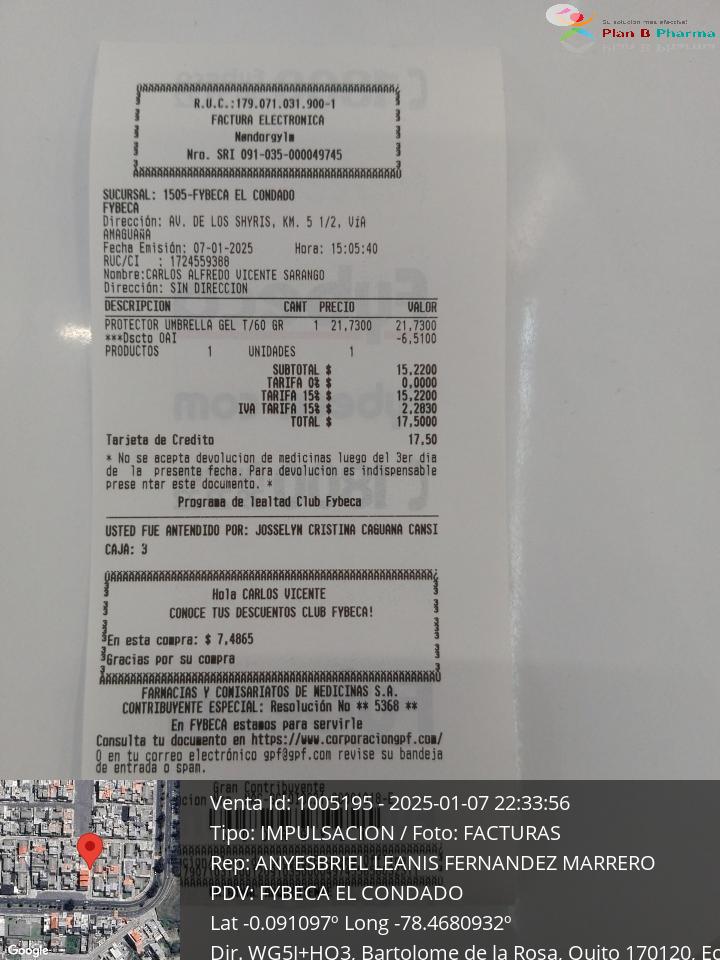 Su solucion mas efectiva!
Plan B Pharma
R.U.C.:179.071.031.900-1
FACTURA ELECTRONICA
Nandargylm
Nro. SRI 091-035-000049745
SUCURSAL: 1505-FYBECA EL CONDADO
FYBECA
Dirección: AV. DE LOS SHYRIS, KM. 5 1/2, VíA
AMAGUAÑA
Fecha Emisión: 07-01-2025 Hora: 15:05:40
RUC/CI : 1724559388
Nombre:CARLOS ALFREDO VICENTE SARANGO
Dirección: SIN DIRECCION
DESCRIPCION CANT PRECIO VALOR
PROTECTOR UMBRELLA GEL T/60 GR 1 21,7300 21,7300
***Dscto OAI -6,5100
PRODUCTOS 1 UNIDADES 1
SUBTOTAL $ 15,2200
TARIFA 0% $ 0,0000
TARIFA 15% $ 15,2200
IVA TARIFA 15% $ 2,2830
TOTAL $ 17,5000
Tarjeta de Credito 17,50
* No se acepta devolucion de medicinas luego del 3er dia
de la presente fecha. Para devolucion es indispensable
prese ntar este documento. *
Programa de lealtad Club Fybeca
USTED FUE ANTENDIDO POR: JOSSELYN CRISTINA CAGUANA CANSI
CAJA: 3
Hola CARLOS VICENTE
CONOCE TUS DESCUENTOS CLUB FYBECA!
En esta compra: $ 7,4865
Gracias por su compra
FARMACIAS Y COMISARIATOS DE MEDICINAS S.A.
CONTRIBUYENTE ESPECIAL: Resolución No ** 5368 **
En FYBECA estamos para servirle
Consulta tu documento en https://www.corporaciongpf.com/
O en tu correo electrónico gpf@gpf.com revise su bandeja
de entrada o spam.
Gran Contribuyente
Venta Id: 1005195 - 2025-01-07 22:33:56
Tipo: IMPULSACION / Foto: FACTURAS
Rep: ANYESBRIEL LEANIS FERNANDEZ MARRERO
PDV: FYBECA EL CONDADO
Lat -0.091097º Long -78.4680932º
Dir. WG5J+HQ3, Bartolome de la Rosa, Quito 170120, Ec
Google